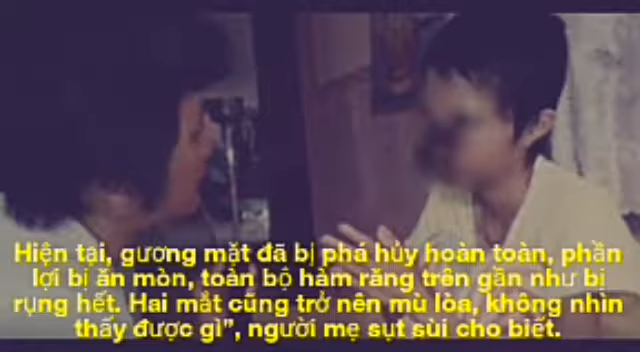 Hiện tại, gương mặt đã bị phá hủy hoàn toàn, phần
lợi bị ăn mòn, toàn bộ hàm răng trên gần như bị
rụng hết. Hai mắt cũng trở nên mù lòa, không nhìn
thấy được gì”, người mẹ sụt sùi cho biết.